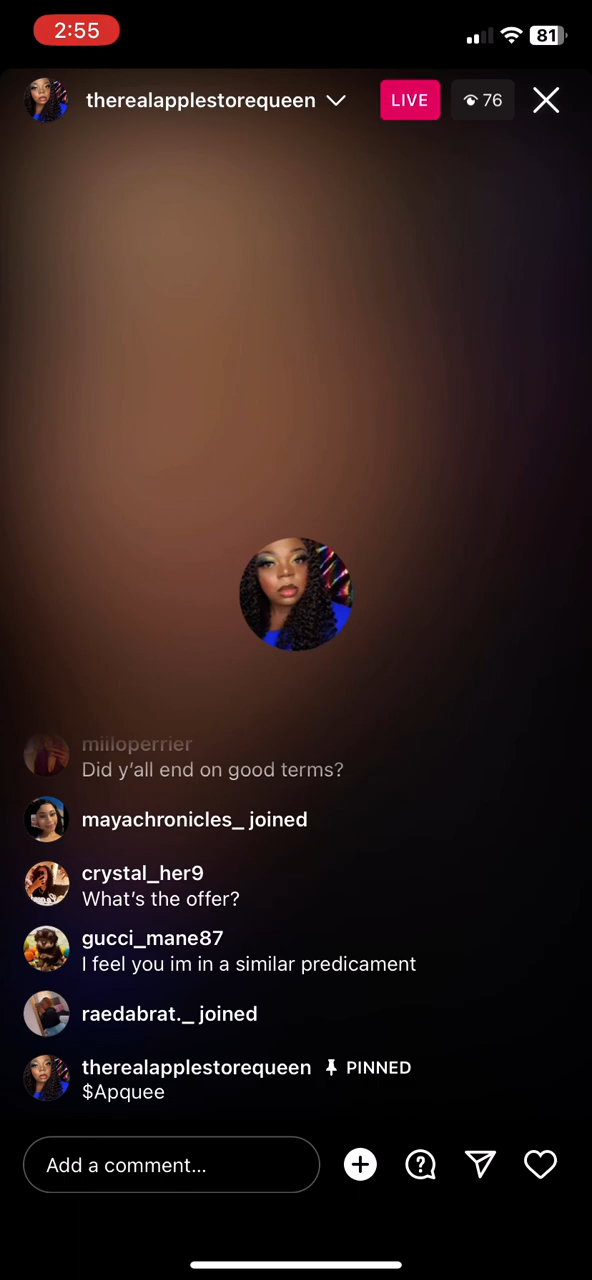 2:55
81
therealapplestorequeen
LIVE
76
miiloperrier
Did y'all end on good terms?
mayachronicles_ joined
crystal_her9
What's the offer?
gucci_mane87
I feel you im in a similar predicament
raedabrat._ joined
therealapplestorequeen PINNED
$Apquee
Add a comment...